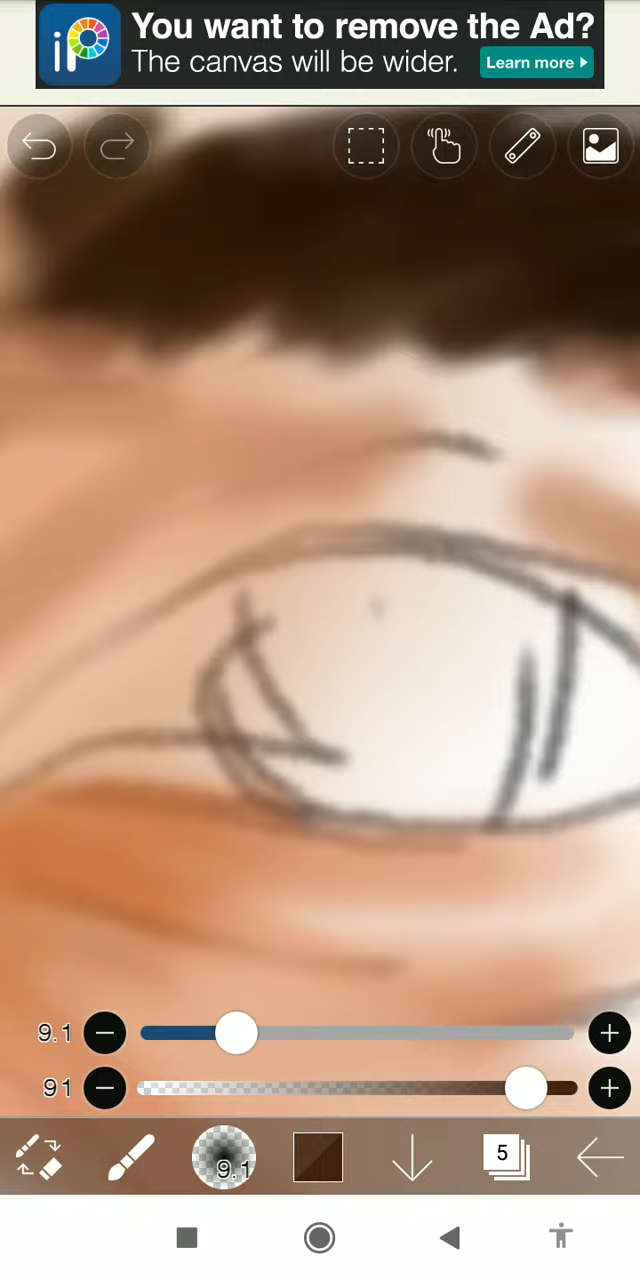 iP
You want to remove the Ad?
The canvas will be wider.
Learn more
9.1
91
9.1
5